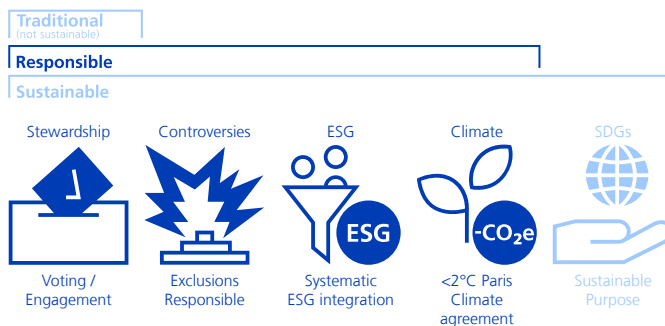 Traditional
(not sustainable)
Responsible
Sustainable
Stewardship
Controversies
ESG
Climate
SDGs
ESG
-CO₂e
Voting /
Engagement
Exclusions
Responsible
Systematic
ESG integration
<2°C Paris
Climate
agreement
Sustainable
Purpose